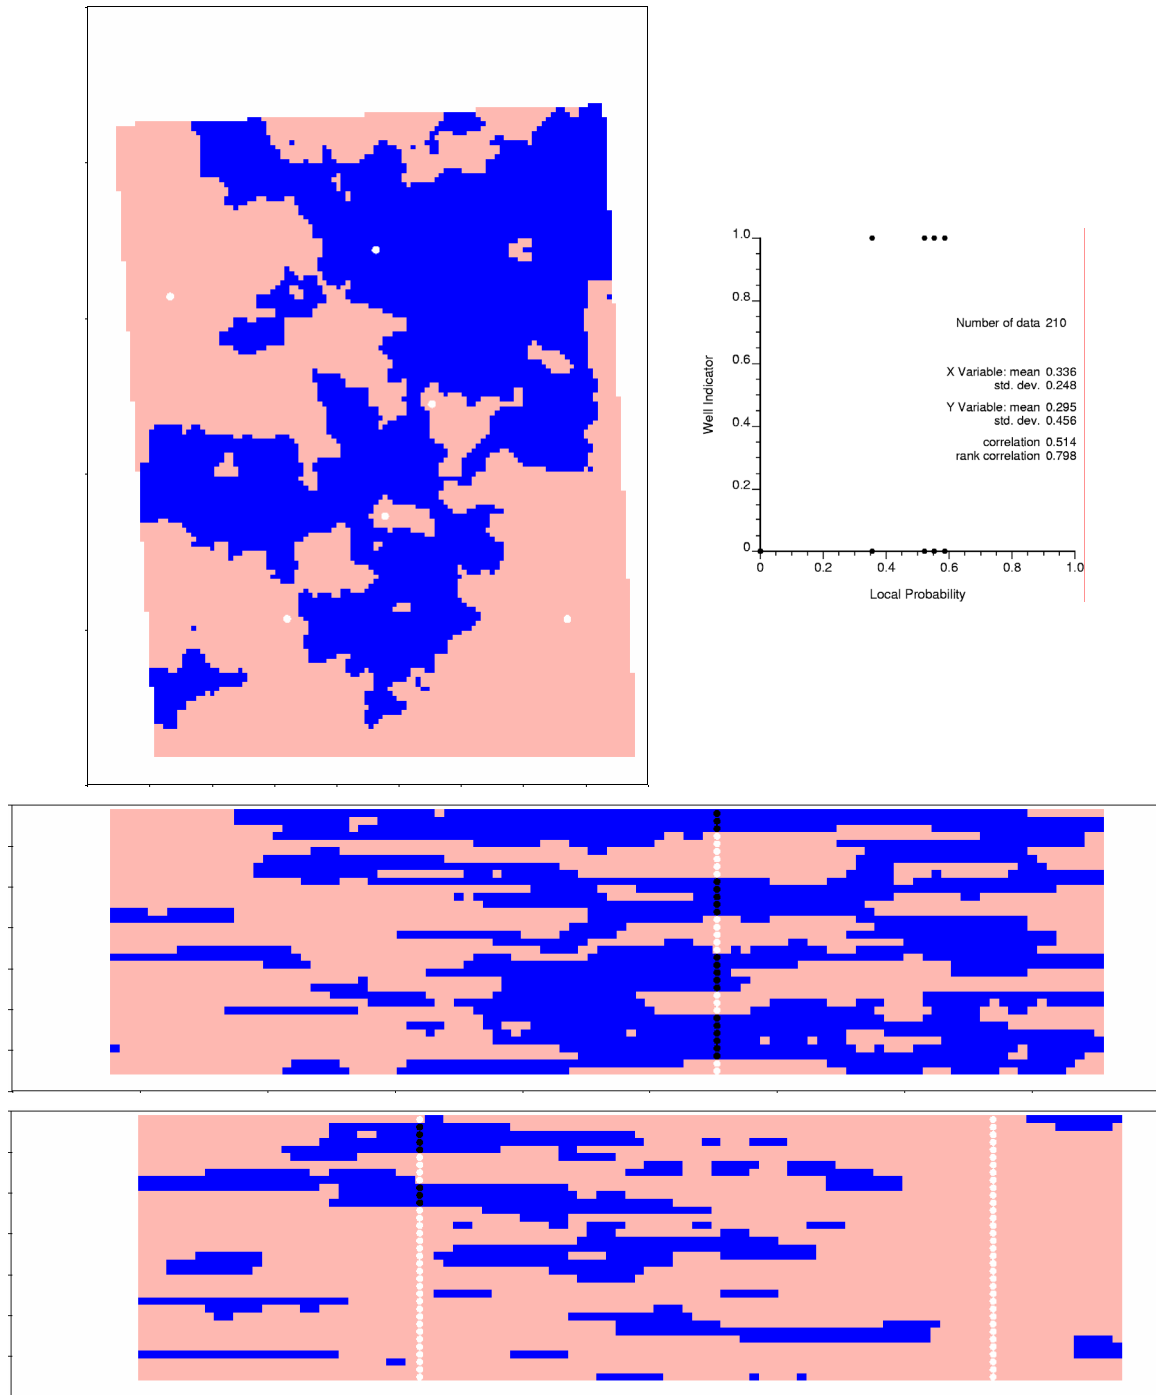 1.0
0.8
0.6
0.4
0.2
0
Well Indicator
Number of data 210
X Variable: mean 0.336
std. dev. 0.248
Y Variable: mean 0.295
std. dev. 0.456
correlation 0.514
rank correlation 0.798
0 0.2 0.4 0.6 0.8 1.0
Local Probability